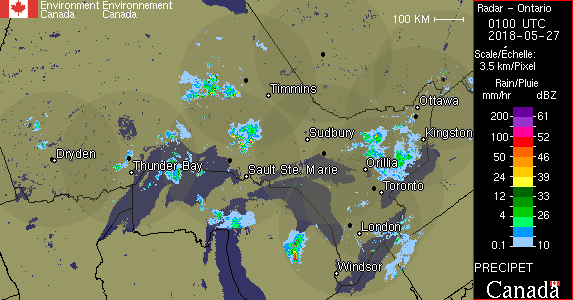 Environment Environnement
Canada Canada
100 KM
Timmins
Ottawa
Sudbury
Kingston
Dryden
Thunder Bay
Sault Ste. Marie
Orillia
Toronto
London
Windsor
Radar - Ontario
0100 UTC
2018-05-27
Scale/Échelle:
3.5 km/Pixel
Rain/Pluie
mm/hr dBZ
200 61
100 52
50 46
24 39
12 33
4 26
0.1 10
PRECIPET
Canada